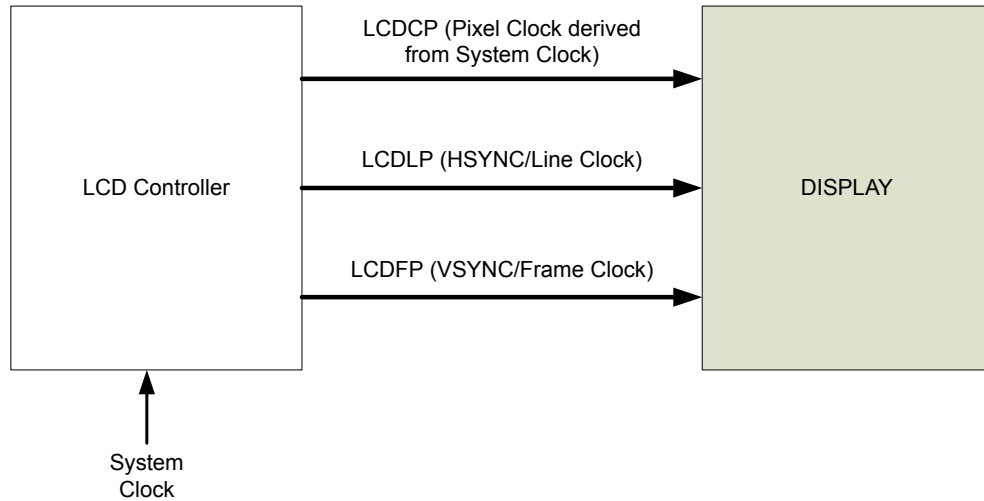 LCDCP (Pixel Clock derived
from System Clock)
LCDLP (HSYNC/Line Clock)
LCD Controller
DISPLAY
LCDFP (VSYNC/Frame Clock)
System
Clock